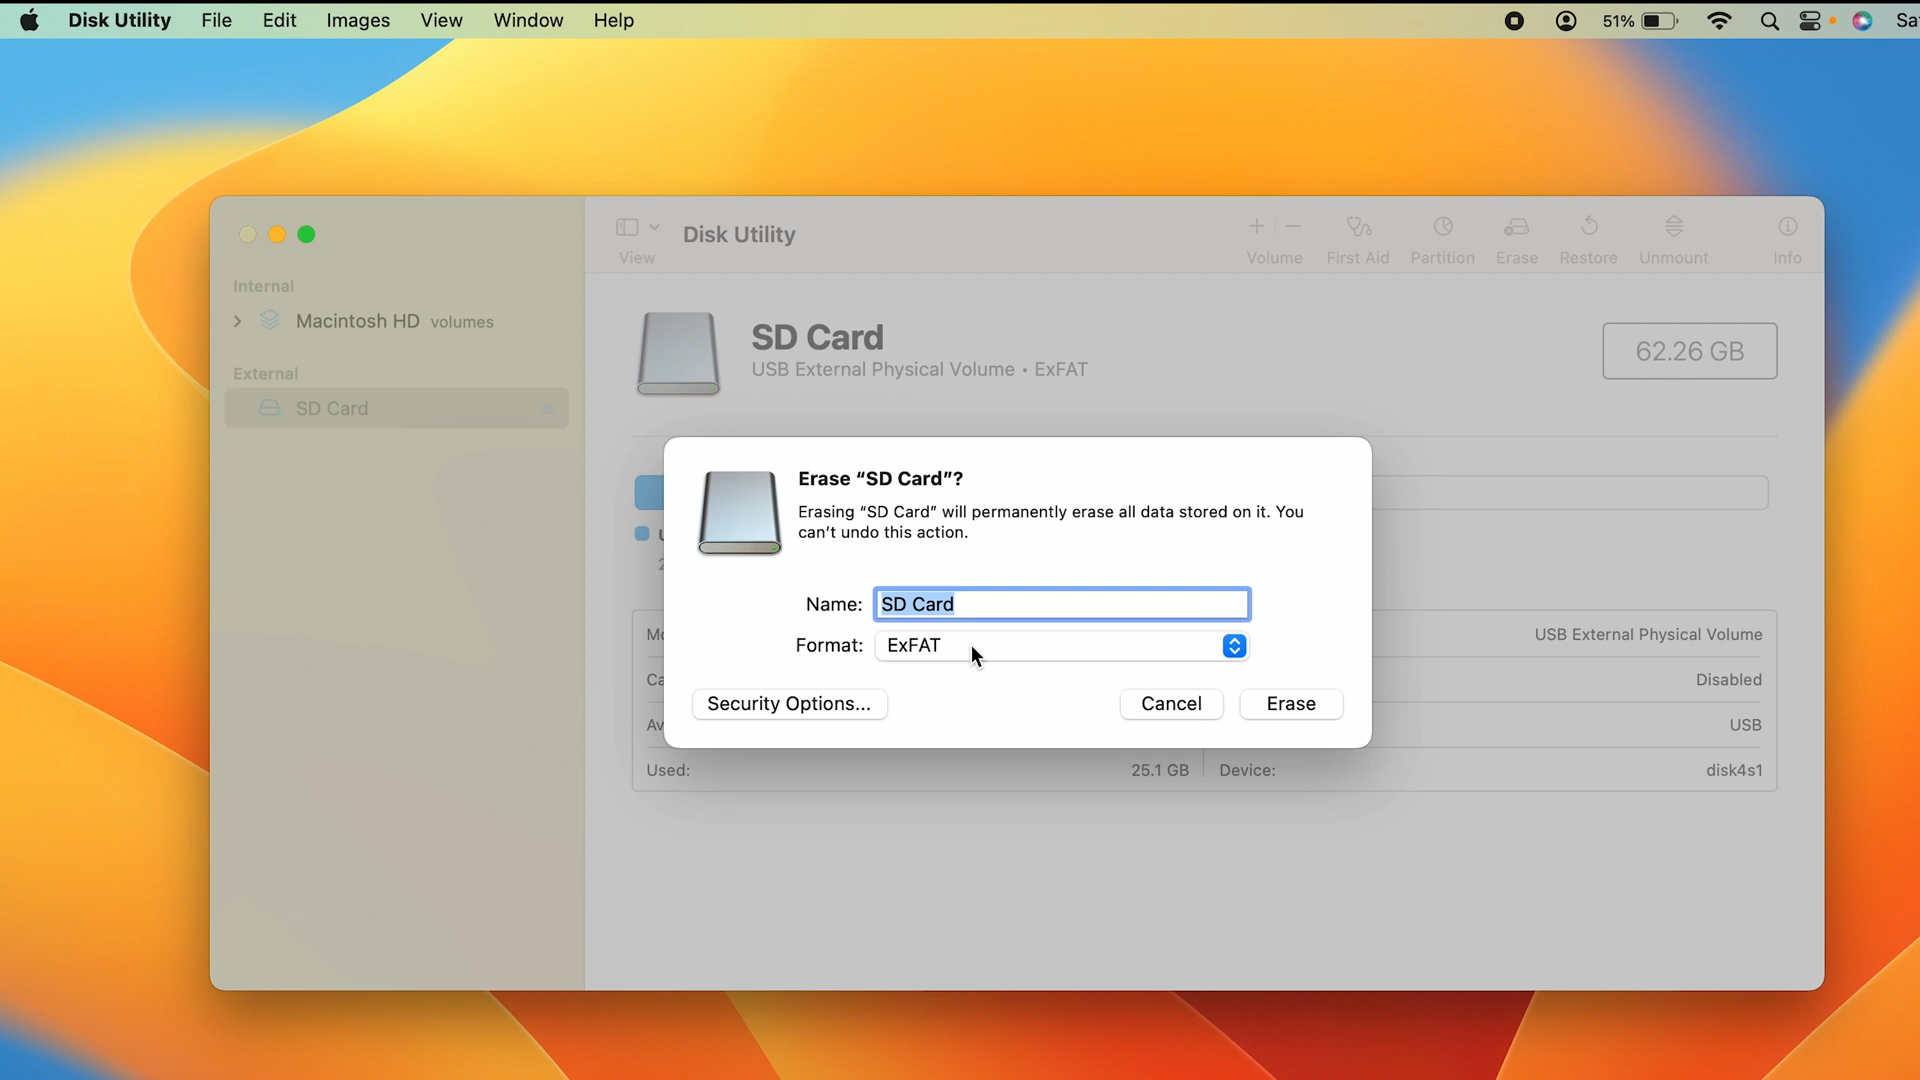 Disk Utility File Edit Images View Window Help 51% Sa
Disk Utility
View Volume First Aid Partition Erase Restore Unmount Info
Internal
Macintosh HD volumes
External
SD Card
SD Card
USB External Physical Volume • ExFAT
62.26 GB
Erase “SD Card”?
Erasing “SD Card” will permanently erase all data stored on it. You
can’t undo this action.
Name: SD Card
Format: ExFAT
Security Options... Cancel Erase
USB External Physical Volume
Disabled
USB
Used: 25.1 GB Device: disk4s1